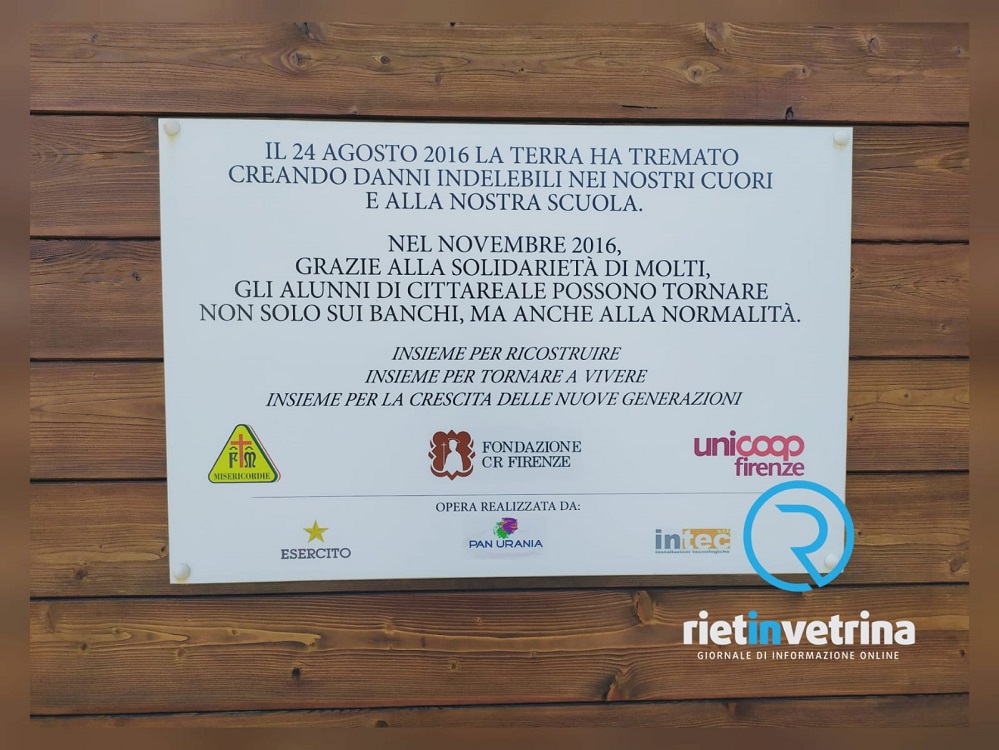 IL 24 AGOSTO 2016 LA TERRA HA TREMATO
CREANDO DANNI INDELEBILI NEI NOSTRI CUORI
E ALLA NOSTRA SCUOLA.
NEL NOVEMBRE 2016,
GRAZIE ALLA SOLIDARIETÀ DI MOLTI,
GLI ALUNNI DI CITTAREALE POSSONO TORNARE
NON SOLO SUI BANCHI, MA ANCHE ALLA NORMALITÀ.
INSIEME PER RICOSTRUIRE
INSIEME PER TORNARE A VIVERE
INSIEME PER LA CRESCITA DELLE NUOVE GENERAZIONI
F M
MISERICORDIE
FONDAZIONE
CR FIRENZE
unicoop
firenze
OPERA REALIZZATA DA:
ESERCITO
PAN URANIA
intec
rietinvetrina
GIORNALE DI INFORMAZIONE ONLINE